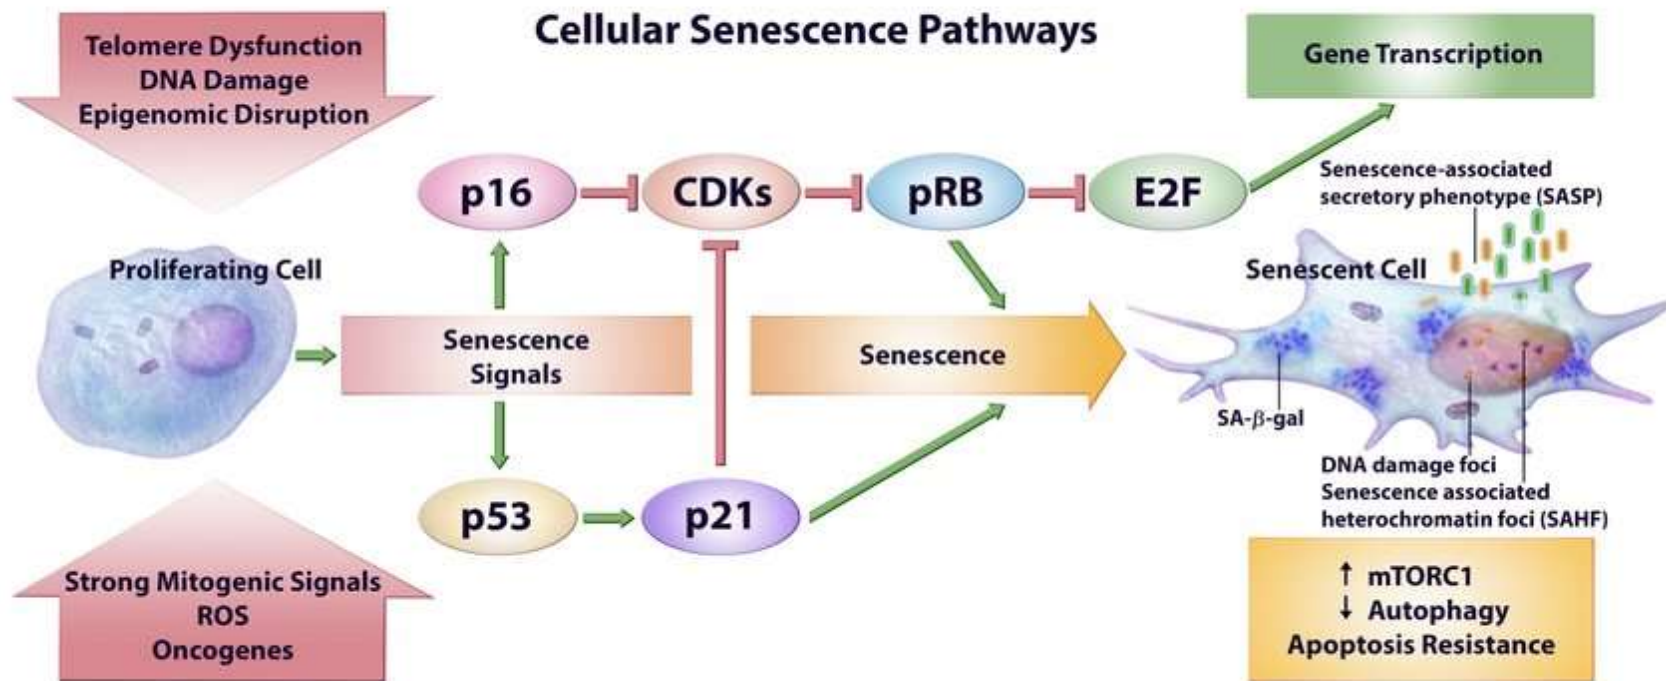 Cellular Senescence Pathways
Telomere Dysfunction
DNA Damage
Epigenomic Disruption
Gene Transcription
p16
CDKs
pRB
E2F
Senescence-associated
secretory phenotype (SASP)
Proliferating Cell
Senescent Cell
Senescence
Signals
Senescence
SA-β-gal
DNA damage foci
Senescence associated
heterochromatin foci (SAHF)
p53
p21
Strong Mitogenic Signals
ROS
Oncogenes
↑ mTORC1
↓ Autophagy
Apoptosis Resistance